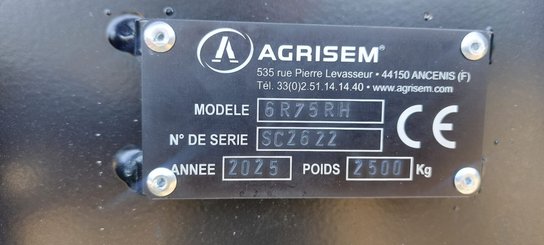 AGRISEM®
535 rue Pierre Levasseur • 44150 ANCENIS (F)
Tél. 33(0)2.51.14.14.40 • www.agrisem.com
MODELE 6R75RH
N° DE SERIE SC2622
CE
ANNEE 2025 POIDS 2500 Kg